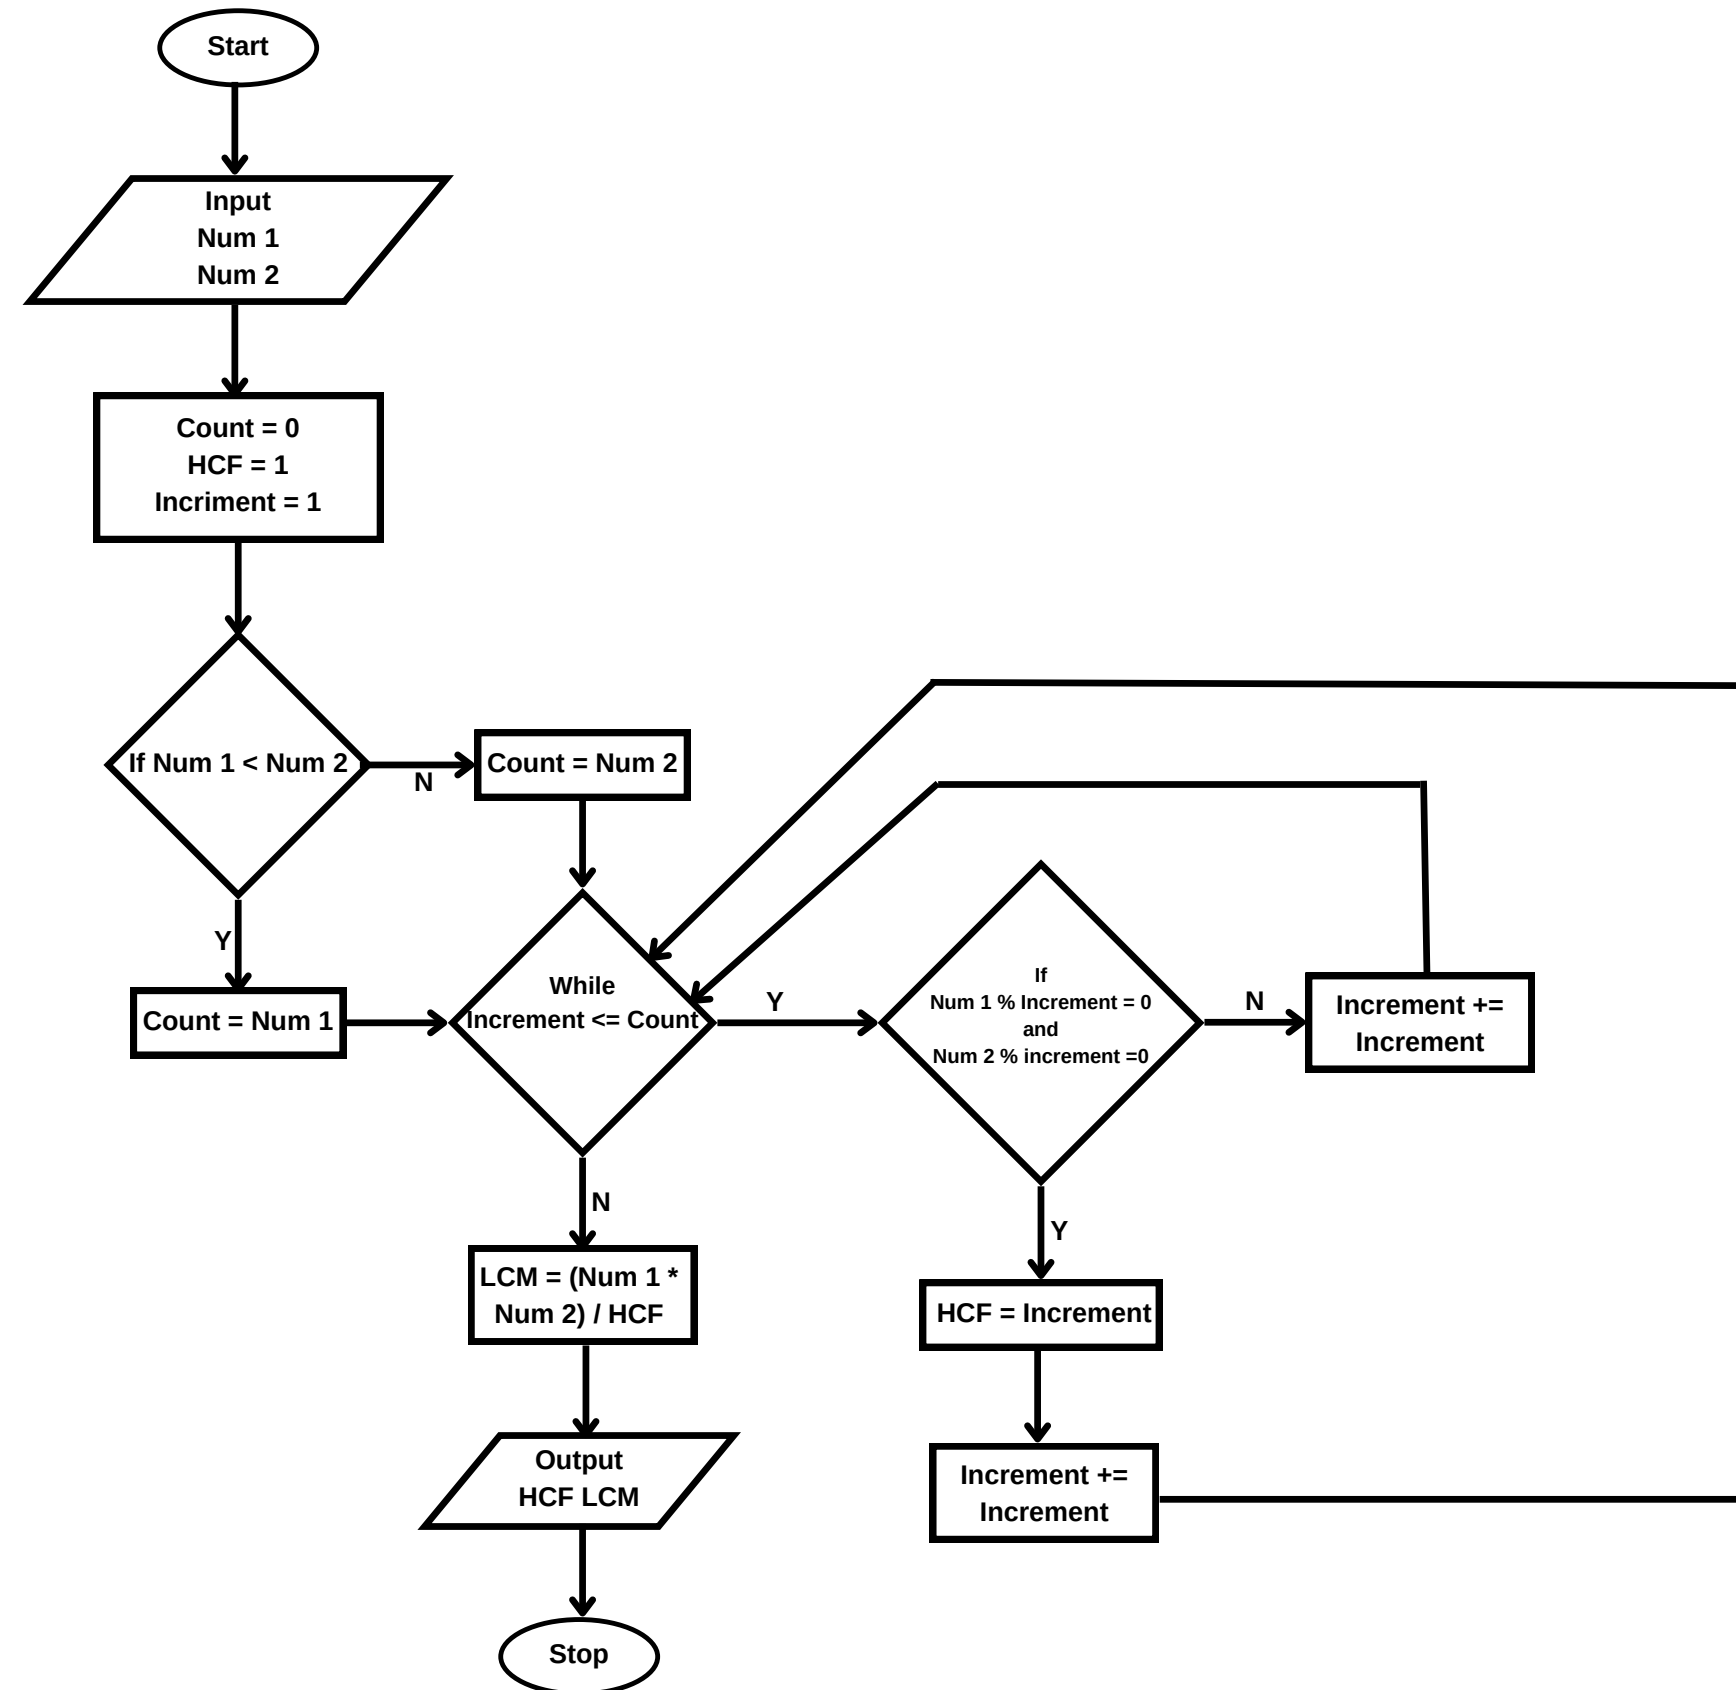 Start
Input
Num 1
Num 2
Count = 0
HCF = 1
Incriment = 1
If Num 1 < Num 2
N
Count = Num 2
Y
Count = Num 1
While
Increment <= Count
Y
If
Num 1 % Increment = 0
and
Num 2 % increment =0
N
Increment +=
Increment
N
LCM = (Num 1 *
Num 2) / HCF
Y
HCF = Increment
Increment +=
Increment
Output
HCF LCM
Stop